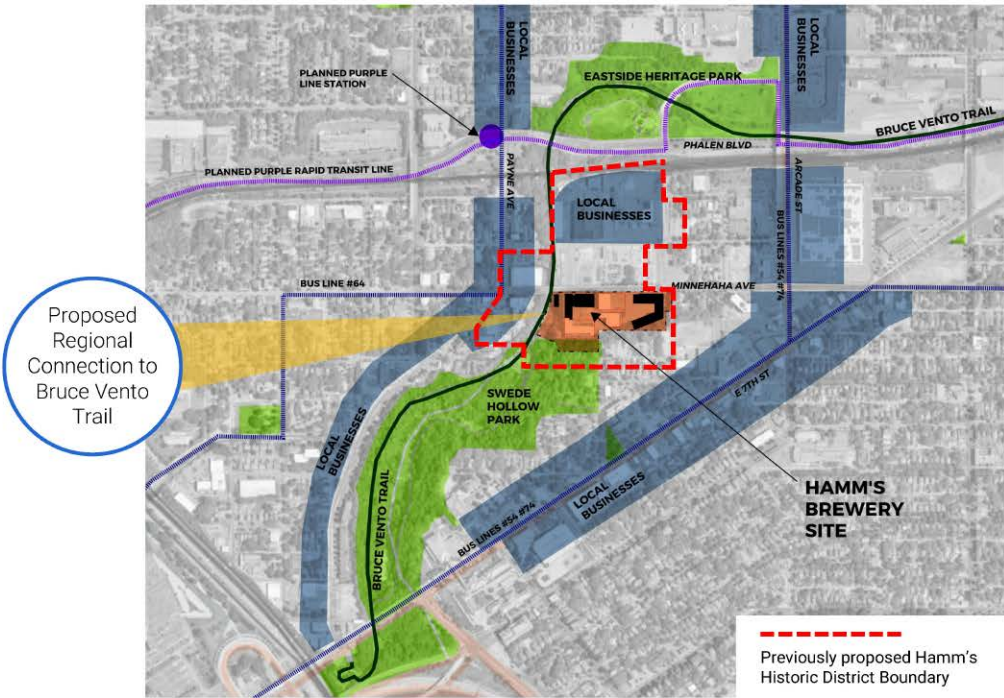 LOCAL
BUSINESSES
LOCAL
BUSINESSES
PLANNED PURPLE
LINE STATION
EASTSIDE HERITAGE PARK
BRUCE VENTO TRAIL
PHALEN BLVD
PLANNED PURPLE RAPID TRANSIT LINE
PAYNE AVE
ARCADE ST
LOCAL
BUSINESSES
BUS LINES #54 #74
BUS LINE #64
MINNEHAHA AVE
Proposed
Regional
Connection to
Bruce Vento
Trail
SWEDE
HOLLOW
PARK
E 7TH ST
LOCAL
BUSINESSES
BRUCE VENTO TRAIL
LOCAL
BUSINESSES
BUS LINES #54 #74
HAMM'S
BREWERY
SITE
Previously proposed Hamm's
Historic District Boundary